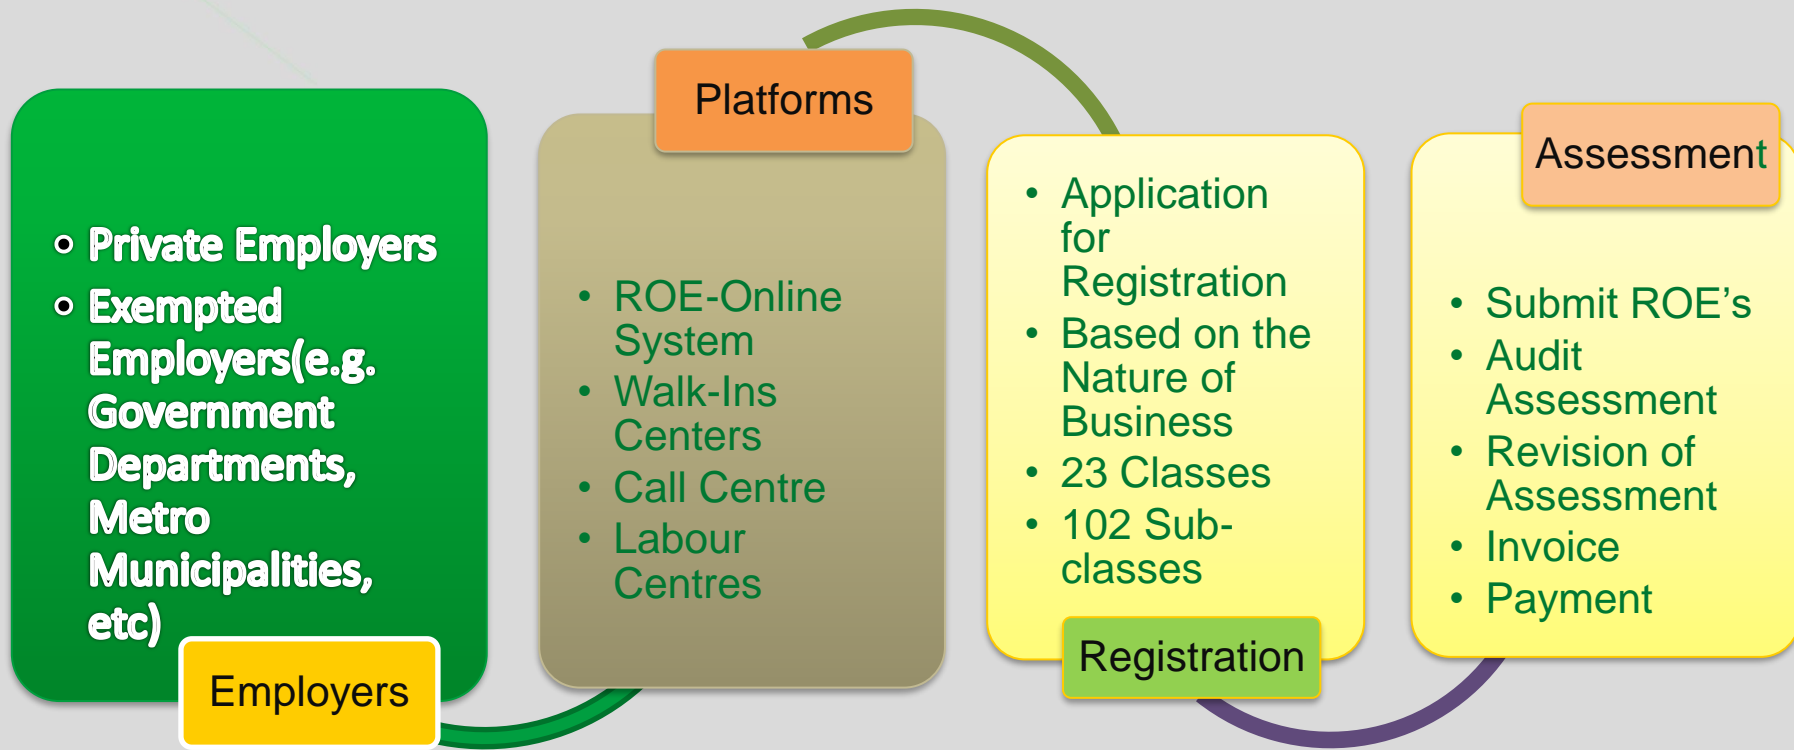 • Private Employers
• Exempted
Employers(e.g.
Government
Departments,
Metro
Municipalities,
etc)
Employers
Platforms
• ROE-Online
System
• Walk-Ins
Centers
• Call Centre
• Labour
Centres
• Application
for
Registration
• Based on the
Nature of
Business
• 23 Classes
• 102 Sub-
classes
Registration
Assessment
• Submit ROE’s
• Audit
Assessment
• Revision of
Assessment
• Invoice
• Payment